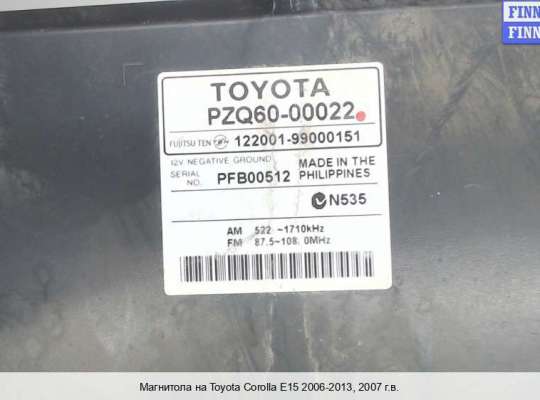 FINN
FINN
TOYOTA
PZQ60-00022
FUJITSU TEN 122001-99000151
12V NEGATIVE GROUND
SERIAL NO. PFB00512
MADE IN THE PHILIPPINES
N535
AM 522 ~1710kHz
FM 87.5~108.0MHz
Магнитола на Toyota Corolla E15 2006-2013, 2007 г.в.